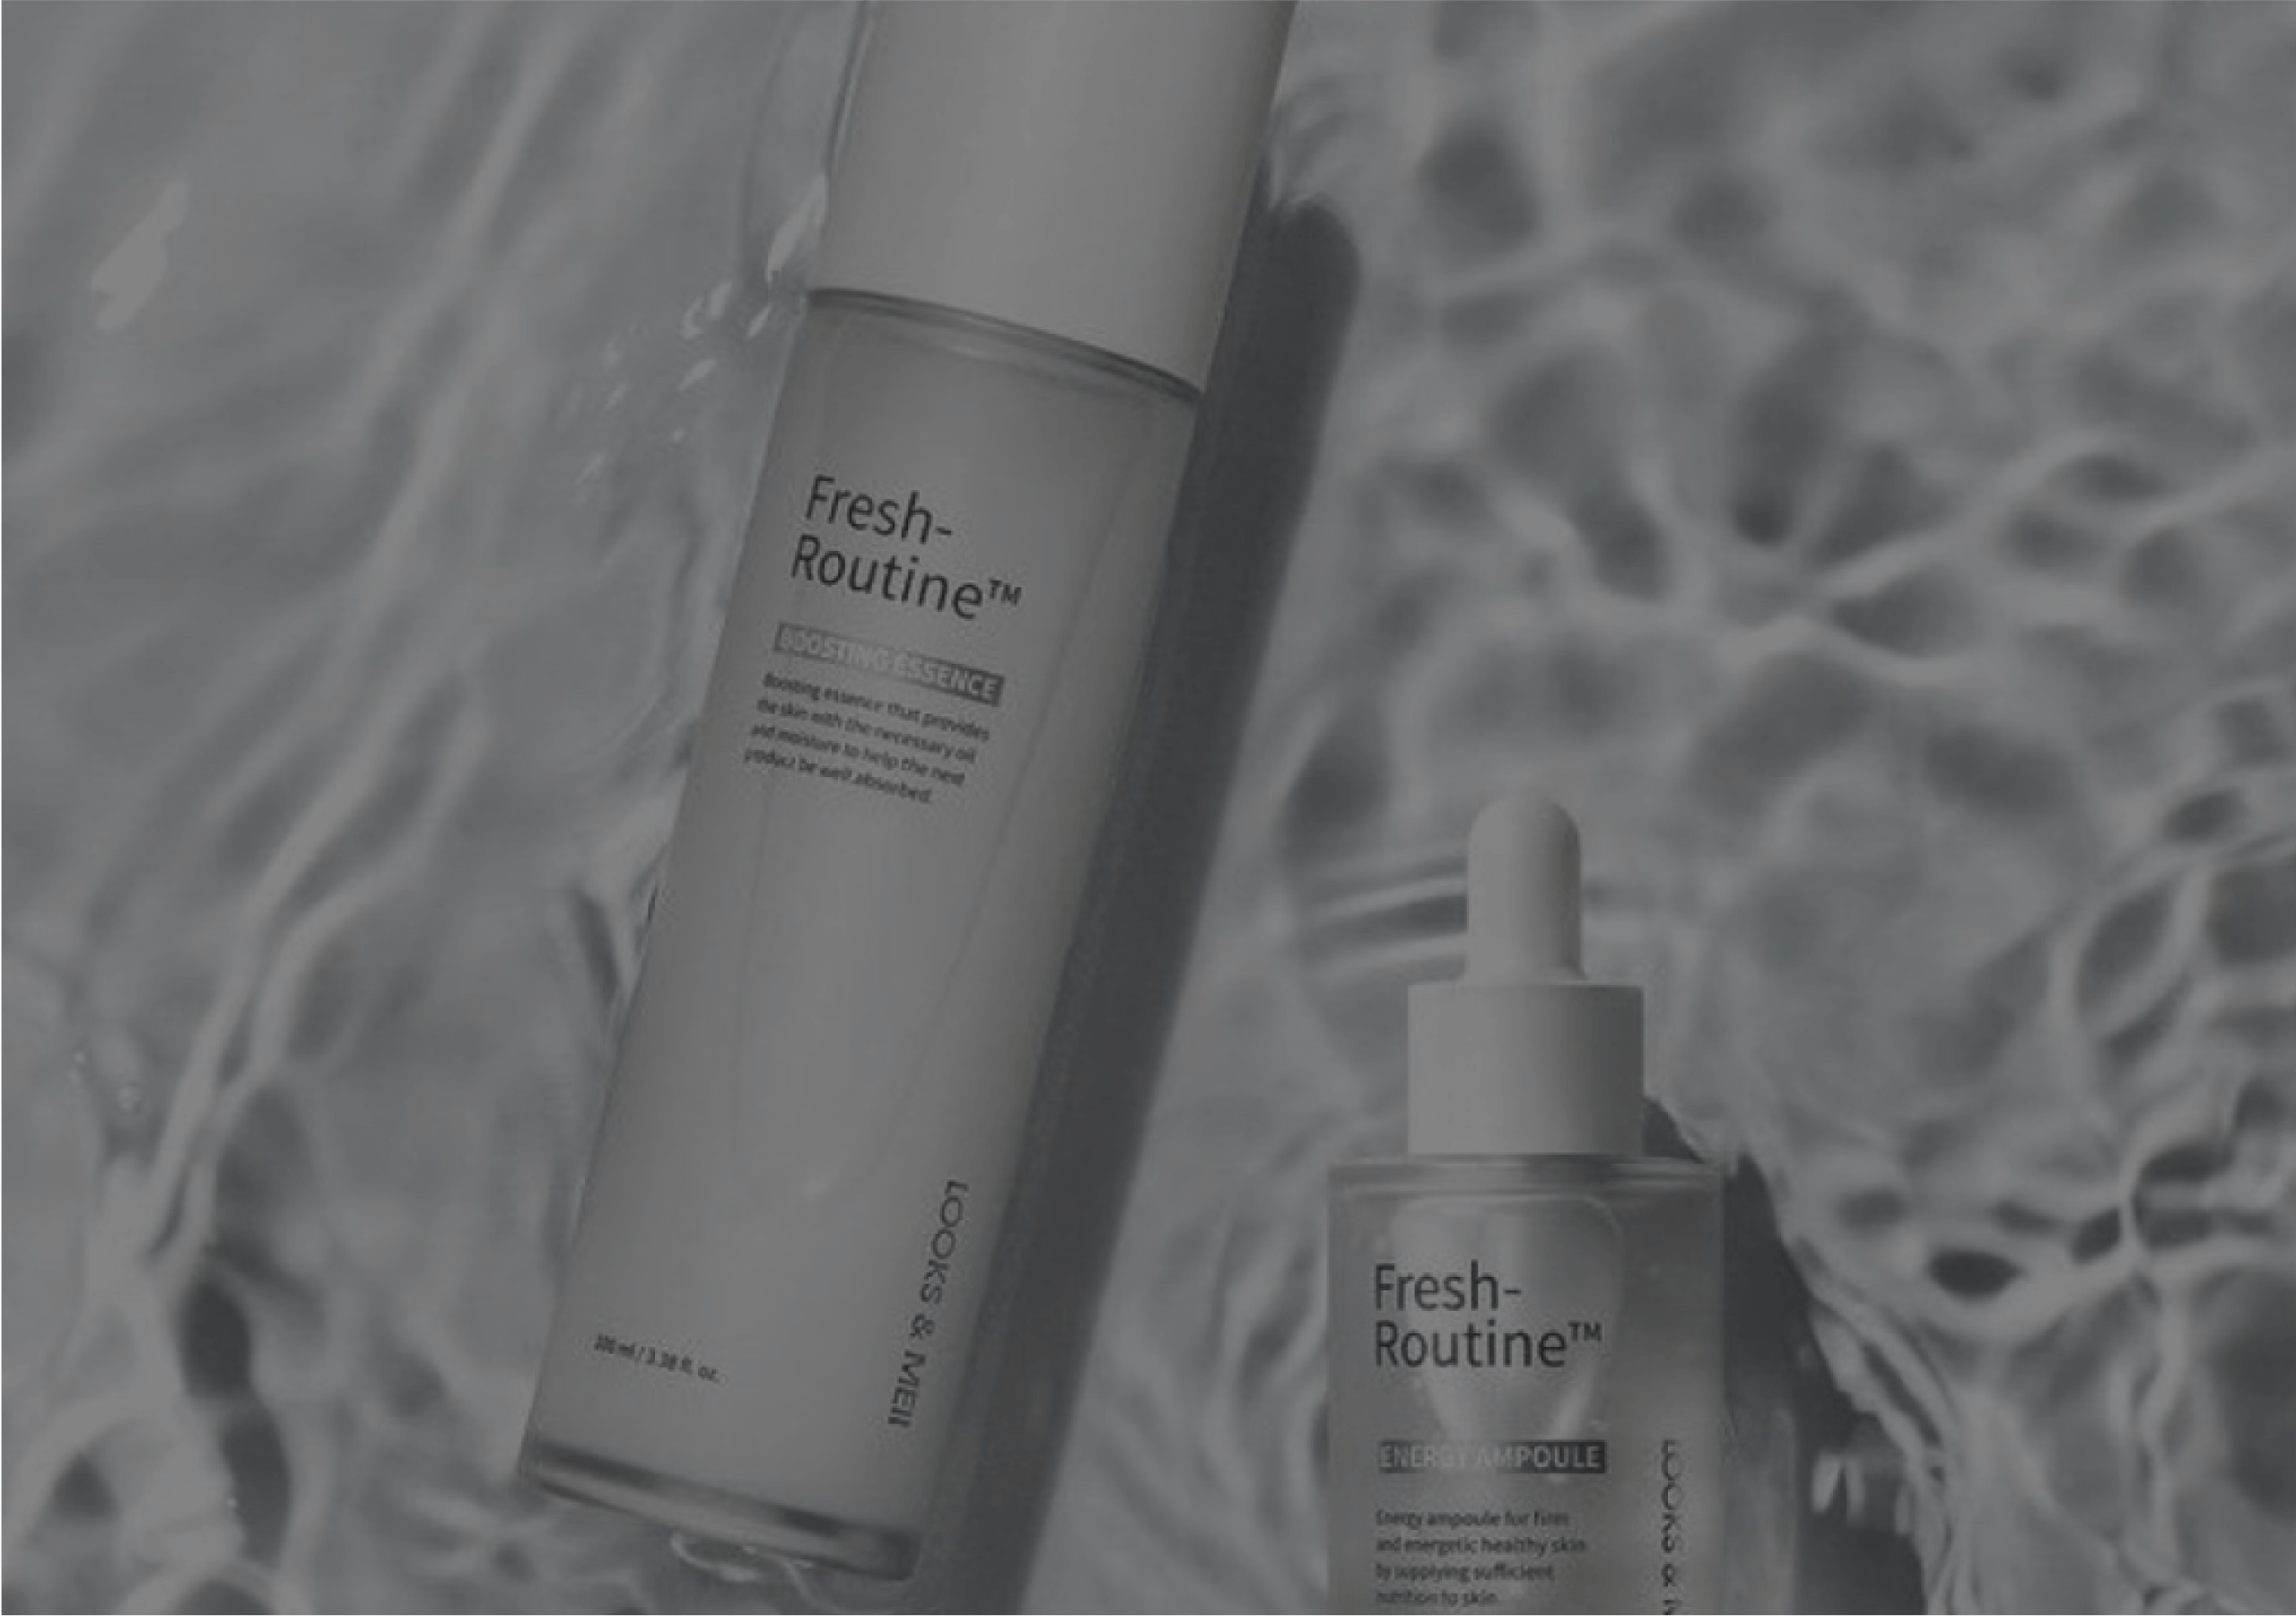 Fresh-
Routine™
BOOSTING ESSENCE
Boosting essence that provides
the skin with the necessary oil
and moisture to help the next
product be well absorbed.
LOOKS & MEII
100 ml / 3.38 fl. oz.
Fresh-
Routine™
ENERGY AMPOULE
Energy ampoule for firm
and energetic healthy skin
by supplying sufficient
nutrition to skin.
LOOKS &